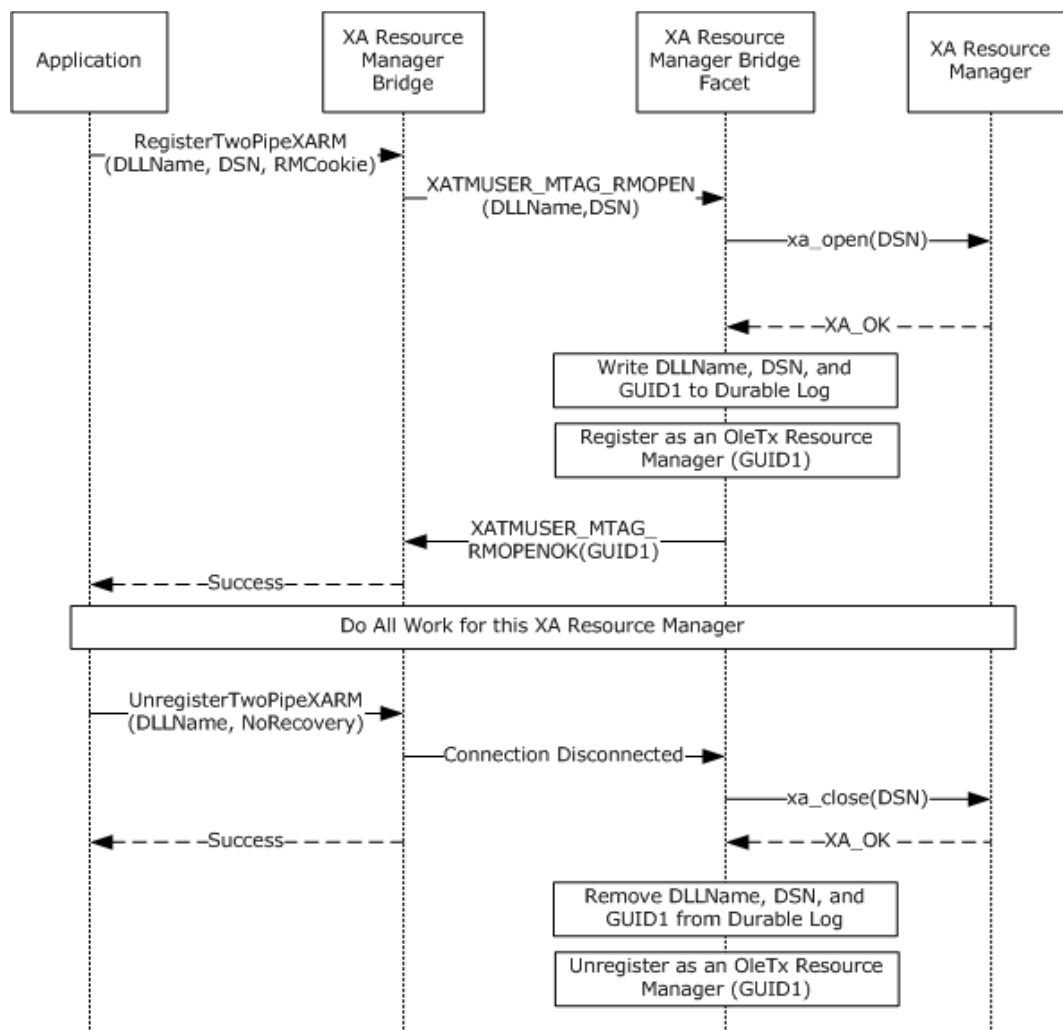 Application
XA Resource
Manager
Bridge
XA Resource
Manager Bridge
Facet
XA Resource
Manager
RegisterTwoPipeXARM
(DLLName, DSN, RMCookie)
XATMUSER_MTAG_RMOPEN
(DLLName,DSN)
xa_open(DSN)
XA_OK
Write DLLName, DSN, and
GUID1 to Durable Log
Register as an OleTx Resource
Manager (GUID1)
XATMUSER_MTAG_
RMOPENOK(GUID1)
Success
Do All Work for this XA Resource Manager
UnregisterTwoPipeXARM
(DLLName, NoRecovery)
Connection Disconnected
xa_close(DSN)
Success
XA_OK
Remove DLLName, DSN, and
GUID1 from Durable Log
Unregister as an OleTx Resource
Manager (GUID1)